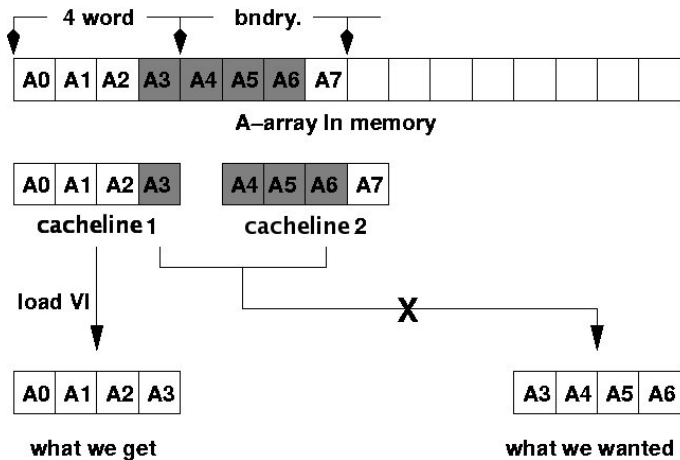 4 word bndry.
A0 A1 A2 A3 A4 A5 A6 A7
A–array In memory
A0 A1 A2 A3 A4 A5 A6 A7
cacheline 1 cacheline 2
load VI
X
A0 A1 A2 A3 A3 A4 A5 A6
what we get what we wanted